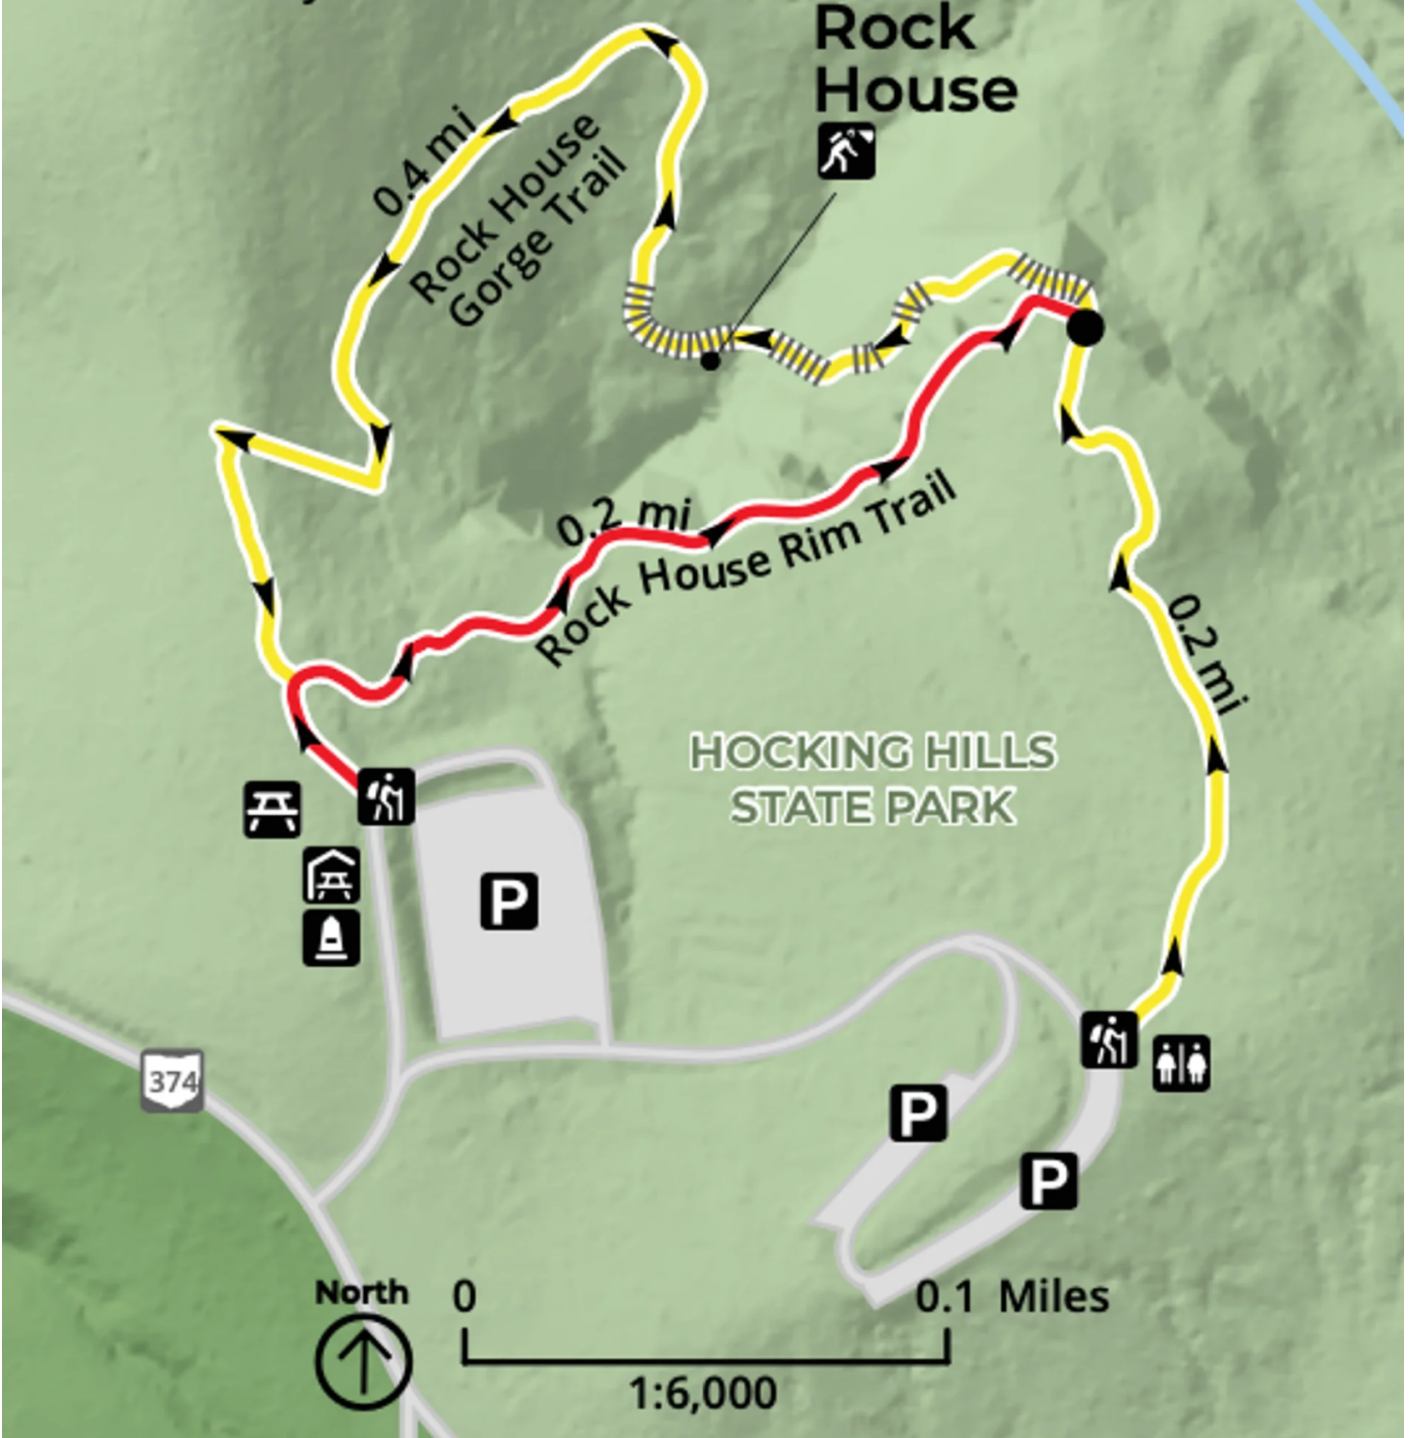 Rock
House
0.4 mi
Rock House
Gorge Trail
0.2 mi
Rock House Rim Trail
0.2 mi
HOCKING HILLS
STATE PARK
P
374
P
P
North
0
0.1 Miles
1:6,000